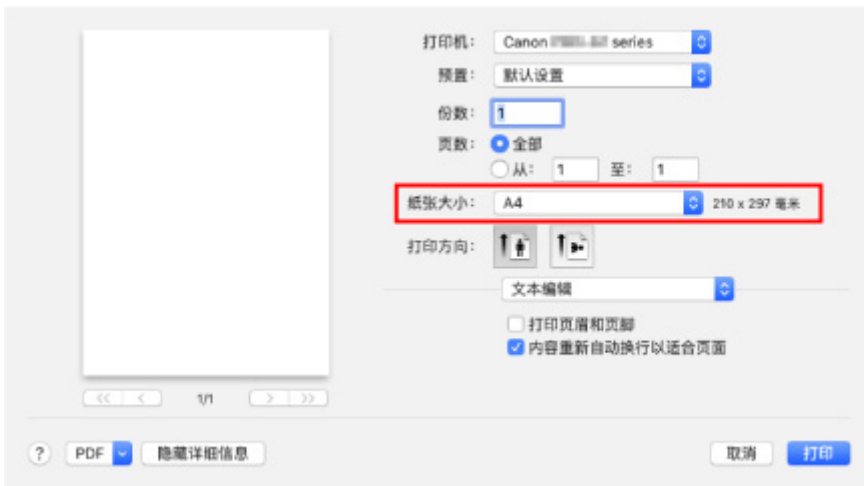 打印机： Canon series
预置： 默认设置
份数： 1
页数： 全部
从： 1 至： 1
纸张大小： A4 210 x 297 毫米
打印方向：
文本编辑
打印页眉和页脚
内容重新自动换行以适合页面
<< < 1/1 > >>
? PDF 隐藏详细信息 取消 打印